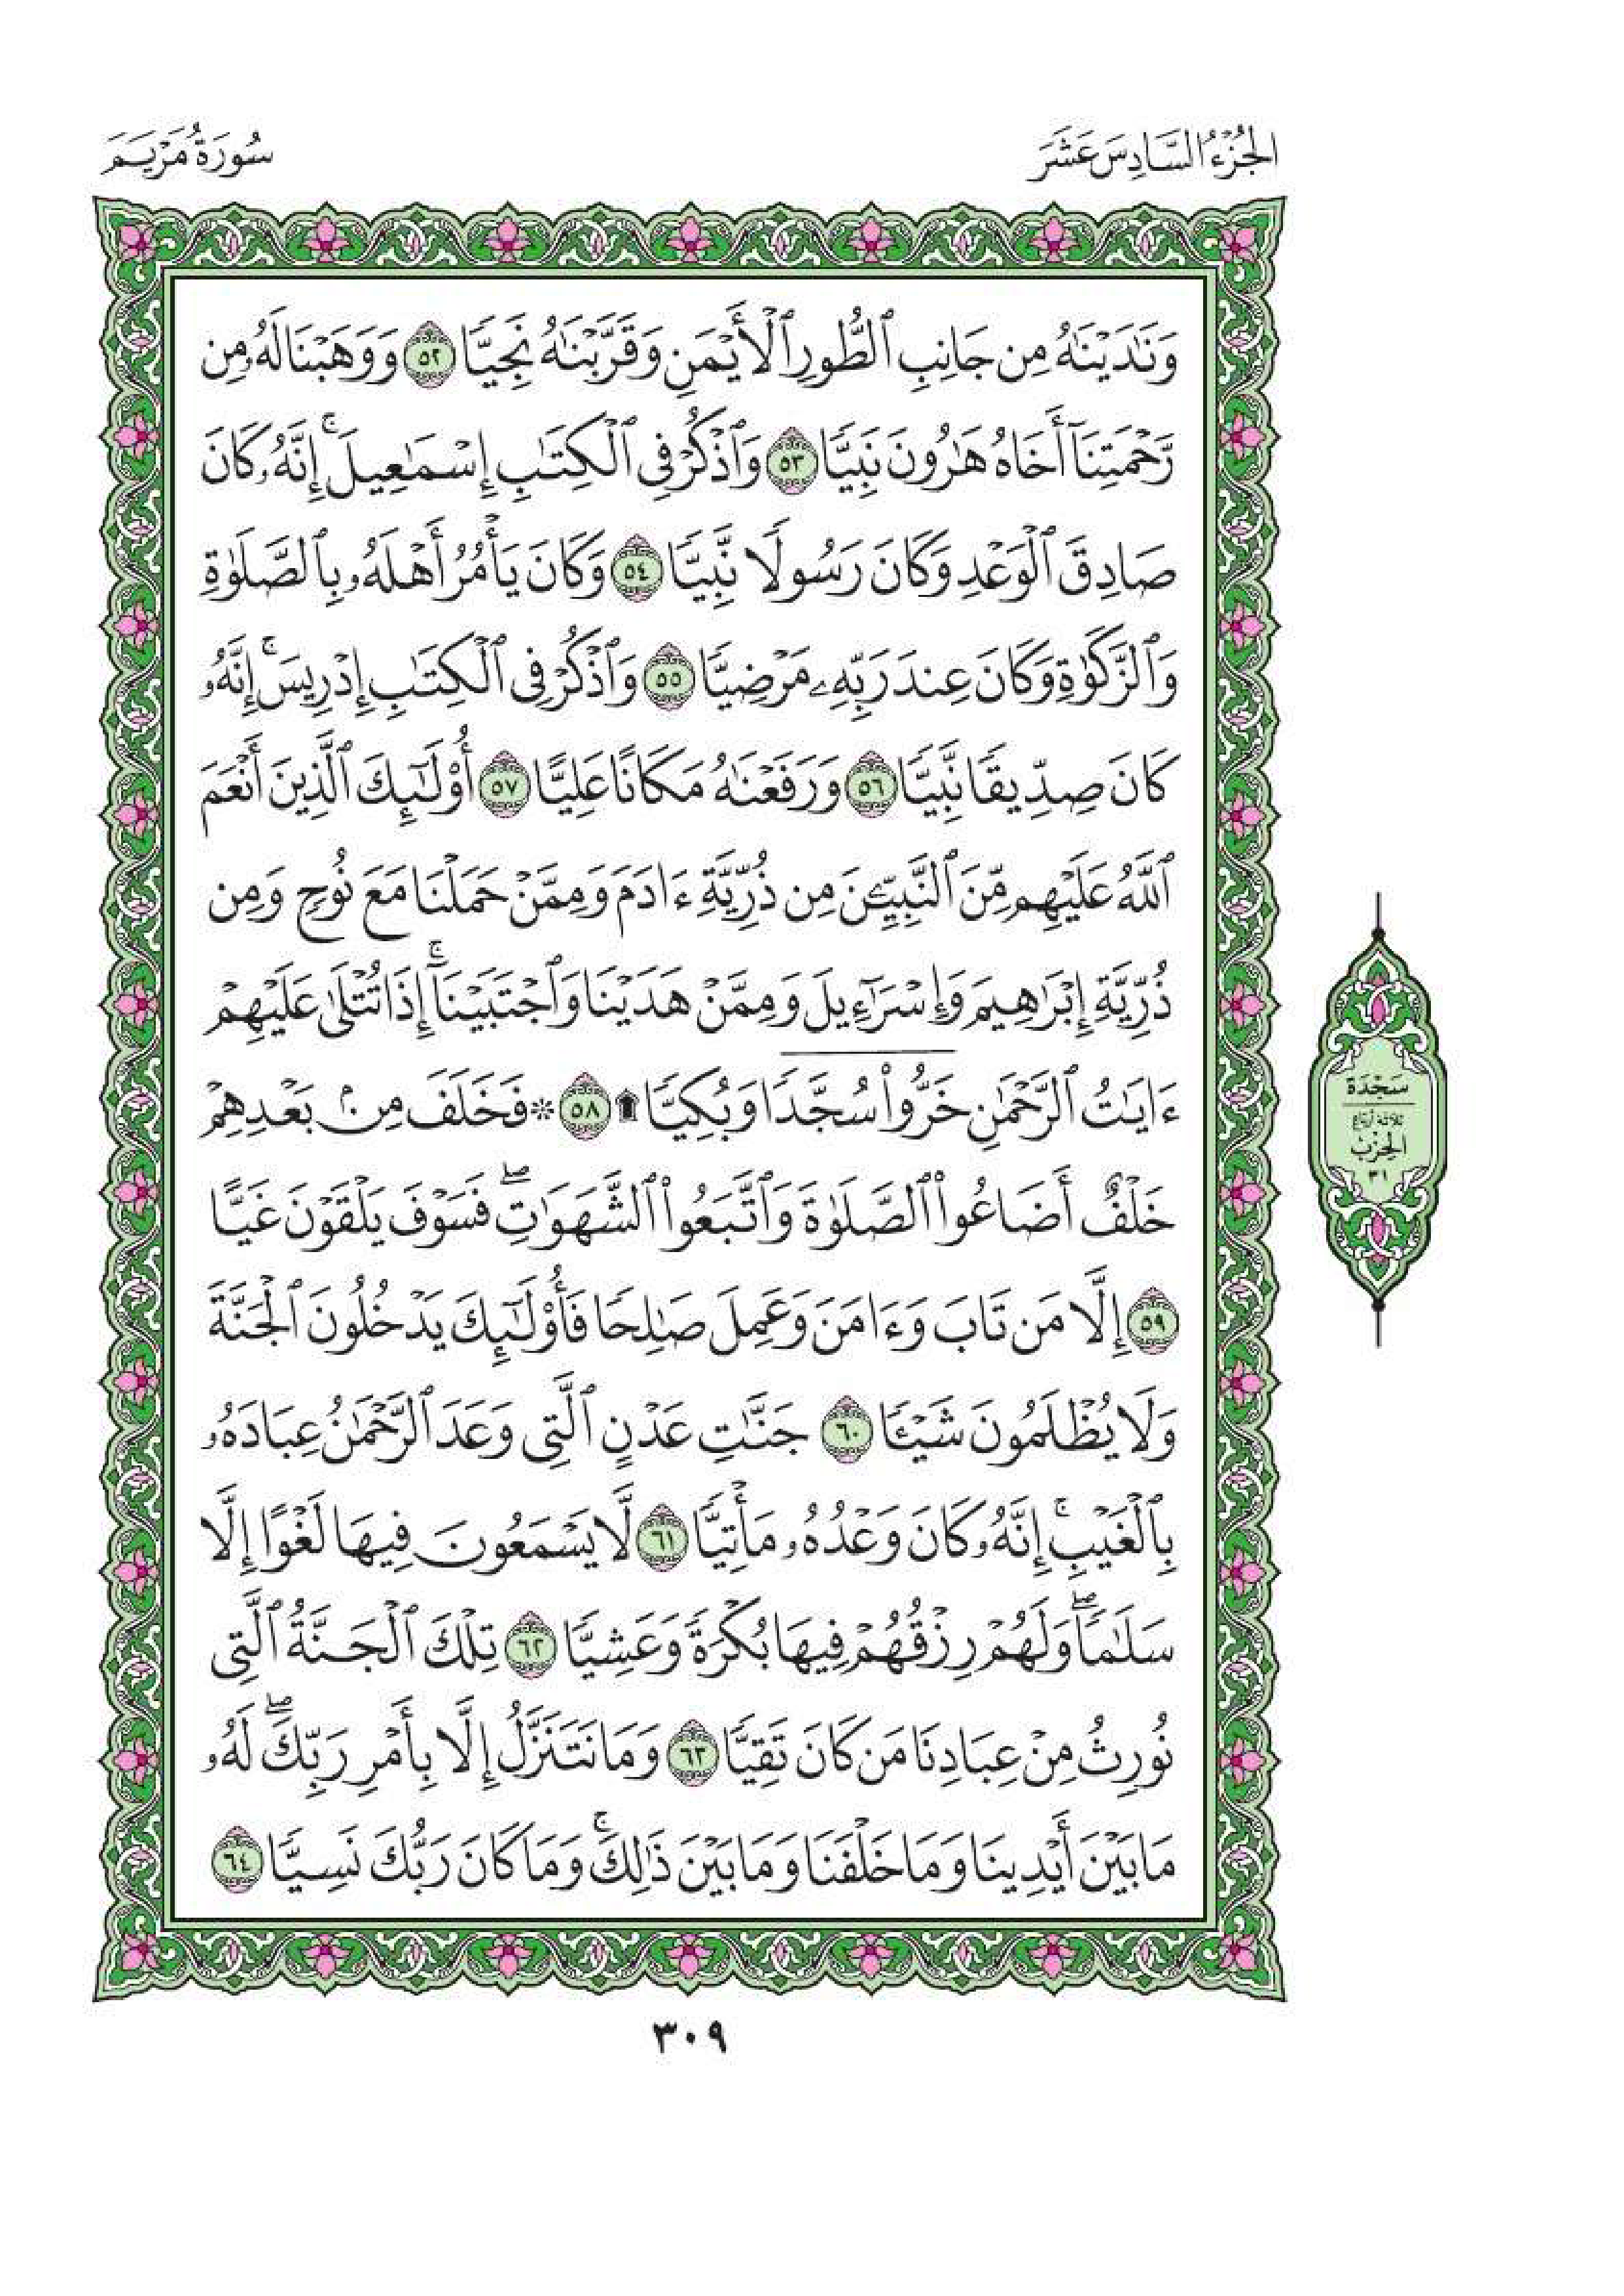 الجُزْءُ السَّادِسَ عَشَرَ
سُورَةُ مَرْيَمَ
وَنَٰدَيْنَٰهُ مِن جَانِبِ ٱلطُّورِ ٱلْأَيْمَنِ وَقَرَّبْنَٰهُ نَجِيًّا ٥٢ وَوَهَبْنَا لَهُۥ مِن
رَّحْمَتِنَآ أَخَاهُ هَٰرُونَ نَبِيًّا ٥٣ وَٱذْكُرْ فِى ٱلْكِتَٰبِ إِسْمَٰعِيلَ ۚ إِنَّهُۥ كَانَ
صَادِقَ ٱلْوَعْدِ وَكَانَ رَسُولًا نَّبِيًّا ٥٤ وَكَانَ يَأْمُرُ أَهْلَهُۥ بِٱلصَّلَوٰةِ
وَٱلزَّكَوٰةِ وَكَانَ عِندَ رَبِّهِۦ مَرْضِيًّا ٥٥ وَٱذْكُرْ فِى ٱلْكِتَٰبِ إِدْرِيسَ ۚ إِنَّهُۥ
كَانَ صِدِّيقًا نَّبِيًّا ٥٦ وَرَفَعْنَٰهُ مَكَانًا عَلِيًّا ٥٧ أُو۟لَٰٓئِكَ ٱلَّذِينَ أَنْعَمَ
ٱللَّهُ عَلَيْهِم مِّنَ ٱلنَّبِيِّـۧنَ مِن ذُرِّيَّةِ ءَادَمَ وَمِمَّنْ حَمَلْنَا مَعَ نُوحٍ وَمِن
ذُرِّيَّةِ إِبْرَٰهِيمَ وَإِسْرَٰٓءِيلَ وَمِمَّنْ هَدَيْنَا وَٱجْتَبَيْنَآ ۚ إِذَا تُتْلَىٰ عَلَيْهِمْ
ءَايَٰتُ ٱلرَّحْمَٰنِ خَرُّوا۟ سُجَّدًا وَبُكِيًّا ۩ ٥٨ * فَخَلَفَ مِنۢ بَعْدِهِمْ
خَلْفٌ أَضَاعُوا۟ ٱلصَّلَوٰةَ وَٱتَّبَعُوا۟ ٱلشَّهَوَٰتِ ۖ فَسَوْفَ يَلْقَوْنَ غَيًّا
٥٩ إِلَّا مَن تَابَ وَءَامَنَ وَعَمِلَ صَٰلِحًا فَأُو۟لَٰٓئِكَ يَدْخُلُونَ ٱلْجَنَّةَ
وَلَا يُظْلَمُونَ شَيْـًٔا ٦٠ جَنَّٰتِ عَدْنٍ ٱلَّتِى وَعَدَ ٱلرَّحْمَٰنُ عِبَادَهُۥ
بِٱلْغَيْبِ ۚ إِنَّهُۥ كَانَ وَعْدُهُۥ مَأْتِيًّا ٦١ لَّا يَسْمَعُونَ فِيهَا لَغْوًا إِلَّا
سَلَٰمًا ۖ وَلَهُمْ رِزْقُهُمْ فِيهَا بُكْرَةً وَعَشِيًّا ٦٢ تِلْكَ ٱلْجَنَّةُ ٱلَّتِى
نُورِثُ مِنْ عِبَادِنَا مَن كَانَ تَقِيًّا ٦٣ وَمَا نَتَنَزَّلُ إِلَّا بِأَمْرِ رَبِّكَ ۖ لَهُۥ
مَا بَيْنَ أَيْدِينَا وَمَا خَلْفَنَا وَمَا بَيْنَ ذَٰلِكَ ۚ وَمَا كَانَ رَبُّكَ نَسِيًّا ٦٤
سَجْدَة
ثلاثة أرباع
الحِزْب
٣١
٣٠٩